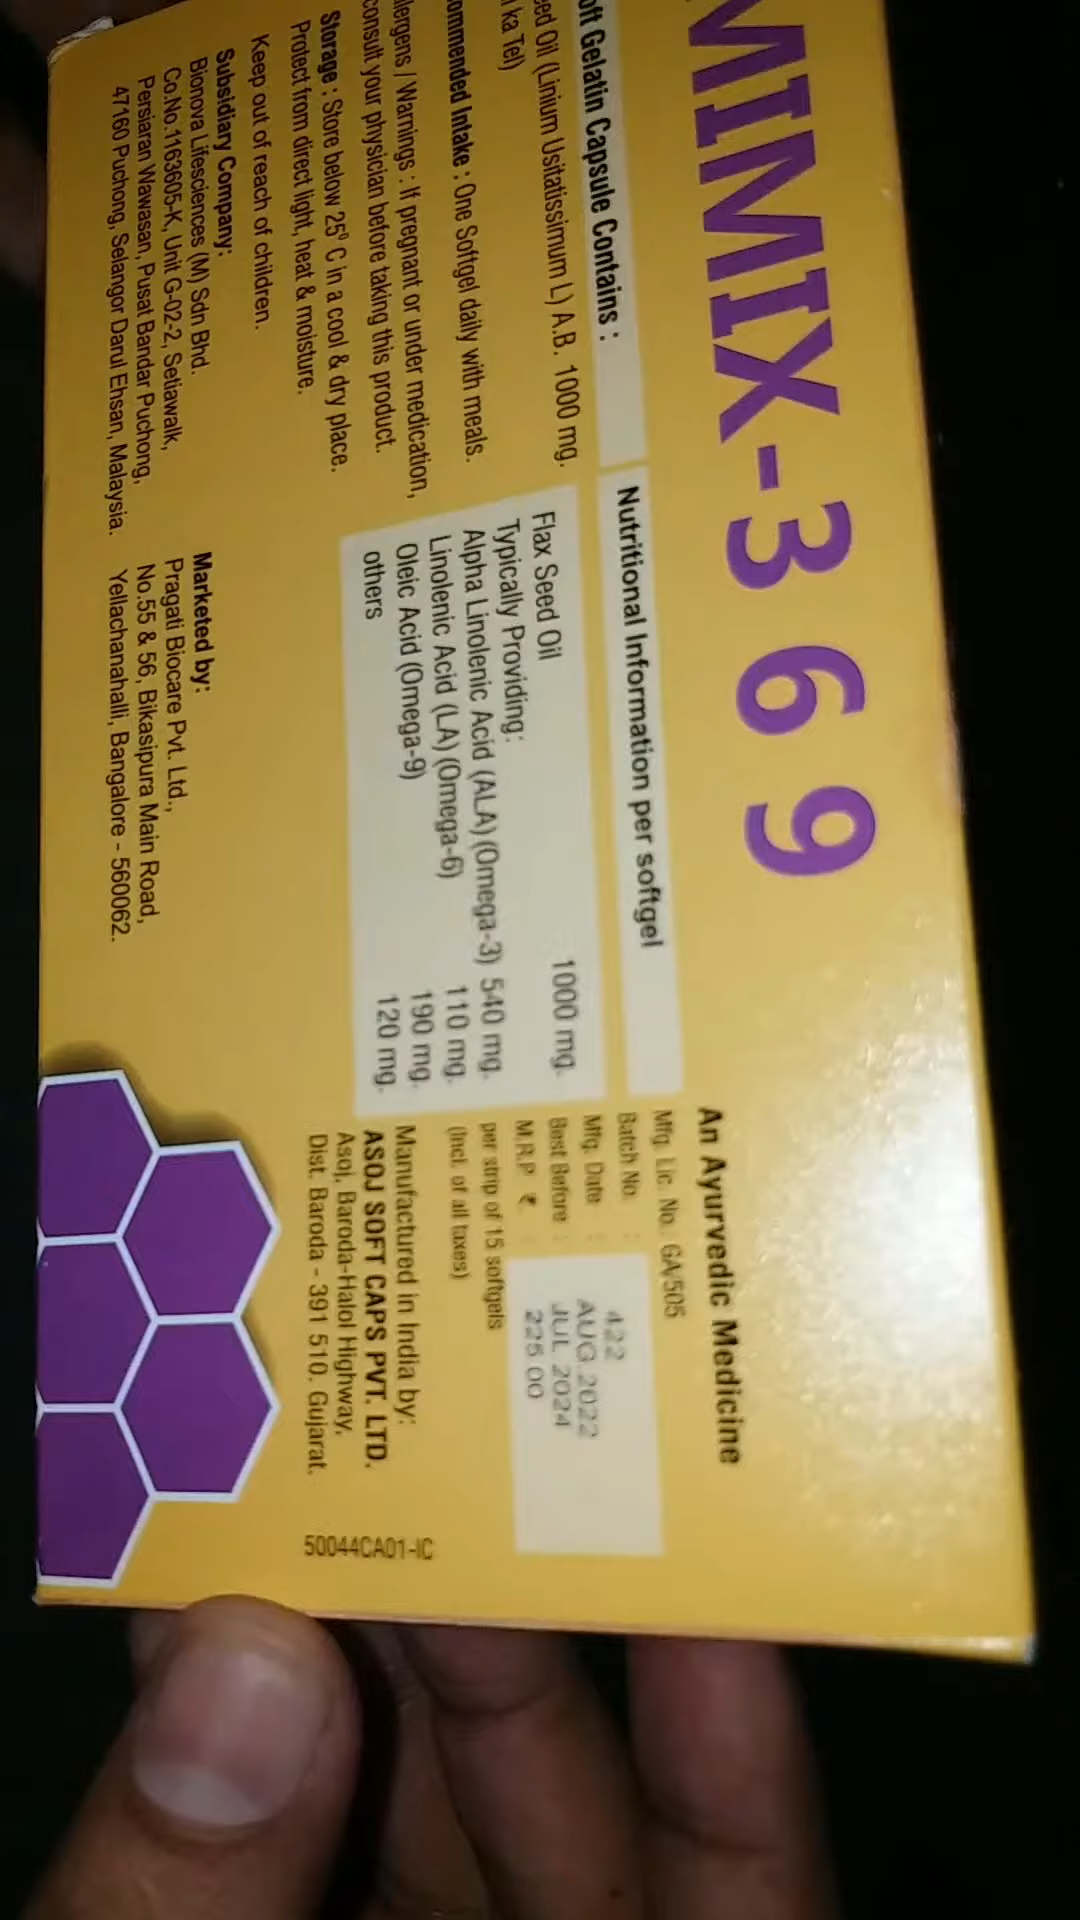 MIMIX-369
An Ayurvedic Medicine
oft Gelatin Capsule Contains :
eed Oil (Linium Usitatissimum L) A.B. 1000 mg.
ka Tel)
ommended Intake : One Softgel daily with meals.
lergens / Warnings : If pregnant or under medication,
consult your physician before taking this product.
Storage : Store below 25⁰ C in a cool & dry place.
Protect from direct light, heat & moisture.
Keep out of reach of children.
Subsidiary Company:
Bionova Lifesciences (M) Sdn Bhd.
Co.No.1163605-K, Unit G-02-2, Setiawalk,
Persiaran Wawasan, Pusat Bandar Puchong,
47160 Puchong, Selangor Darul Ehsan, Malaysia.
Nutritional Information per softgel
Flax Seed Oil 1000 mg.
Typically Providing:
Alpha Linolenic Acid (ALA) (Omega-3) 540 mg.
Linolenic Acid (LA) (Omega-6) 110 mg.
Oleic Acid (Omega-9) 190 mg.
others 120 mg.
Marketed by:
Pragati Biocare Pvt. Ltd.,
No.55 & 56, Bikasipura Main Road,
Yellachanahalli, Bangalore - 560062.
Mfg. Lic. No.: GA/505
Batch No. : 422
Mfg. Date : AUG.2022
Best Before : JUL 2024
M.R.P. ₹. : 225.00
per strip of 15 softgels
(Incl. of all taxes)
Manufactured in India by:
ASOJ SOFT CAPS PVT. LTD.
Asoj, Baroda-Halol Highway,
Dist. Baroda - 391 510. Gujarat.
50044CA01-IC